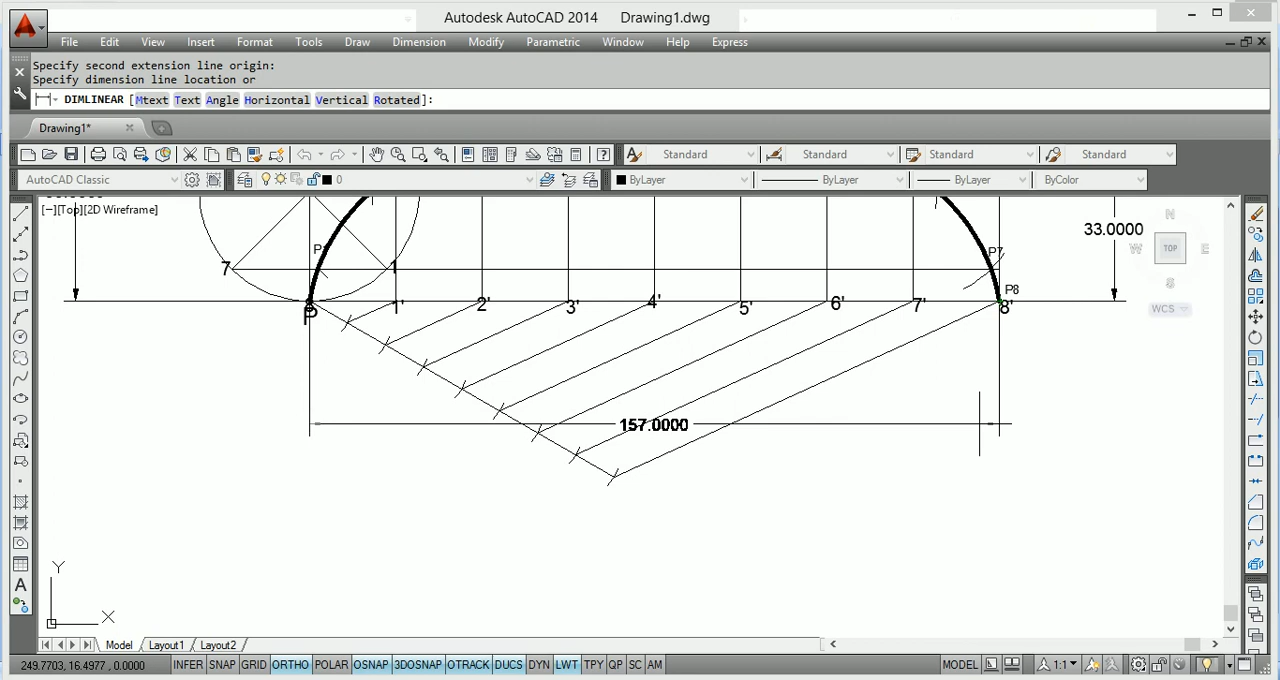 Autodesk AutoCAD 2014 Drawing1.dwg
File Edit View Insert Format Tools Draw Dimension Modify Parametric Window Help Express
Specify second extension line origin:
Specify dimension line location or
DIMLINEAR [Mtext Text Angle Horizontal Vertical Rotated]:
Drawing1*
Standard Standard Standard Standard
AutoCAD Classic 0 ByLayer ByLayer ByLayer ByColor
[−][Top][2D Wireframe]
N
W TOP E
S
WCS
33.0000
P7
7 1
P8
P 1' 2' 3' 4' 5' 6' 7' 8'
157.0000
Y
X
A
Model Layout1 Layout2
249.7703, 16.4977 , 0.0000 INFER SNAP GRID ORTHO POLAR OSNAP 3DOSNAP OTRACK DUCS DYN LWT TPY QP SC AM MODEL 1:1